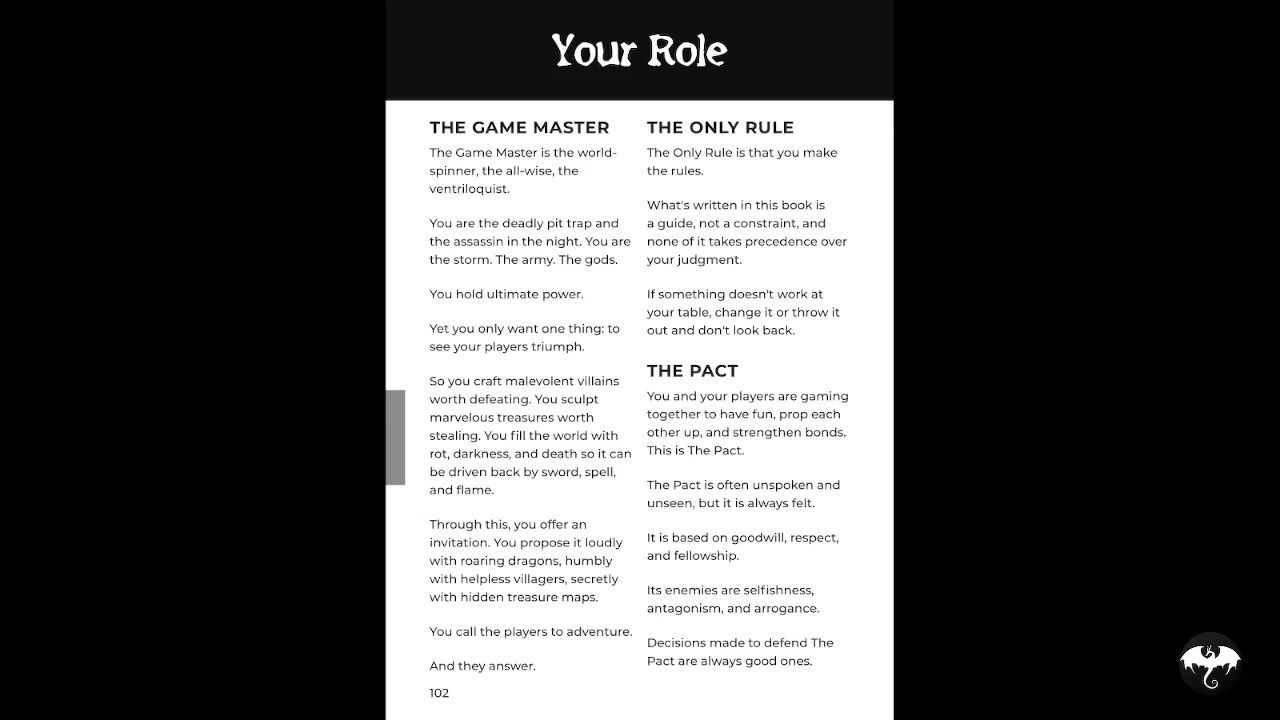 Your Role
THE GAME MASTER
The Game Master is the world-
spinner, the all-wise, the
ventriloquist.
You are the deadly pit trap and
the assassin in the night. You are
the storm. The army. The gods.
You hold ultimate power.
Yet you only want one thing: to
see your players triumph.
So you craft malevolent villains
worth defeating. You sculpt
marvelous treasures worth
stealing. You fill the world with
rot, darkness, and death so it can
be driven back by sword, spell,
and flame.
Through this, you offer an
invitation. You propose it loudly
with roaring dragons, humbly
with helpless villagers, secretly
with hidden treasure maps.
You call the players to adventure.
And they answer.
102
THE ONLY RULE
The Only Rule is that you make
the rules.
What's written in this book is
a guide, not a constraint, and
none of it takes precedence over
your judgment.
If something doesn't work at
your table, change it or throw it
out and don't look back.
THE PACT
You and your players are gaming
together to have fun, prop each
other up, and strengthen bonds.
This is The Pact.
The Pact is often unspoken and
unseen, but it is always felt.
It is based on goodwill, respect,
and fellowship.
Its enemies are selfishness,
antagonism, and arrogance.
Decisions made to defend The
Pact are always good ones.